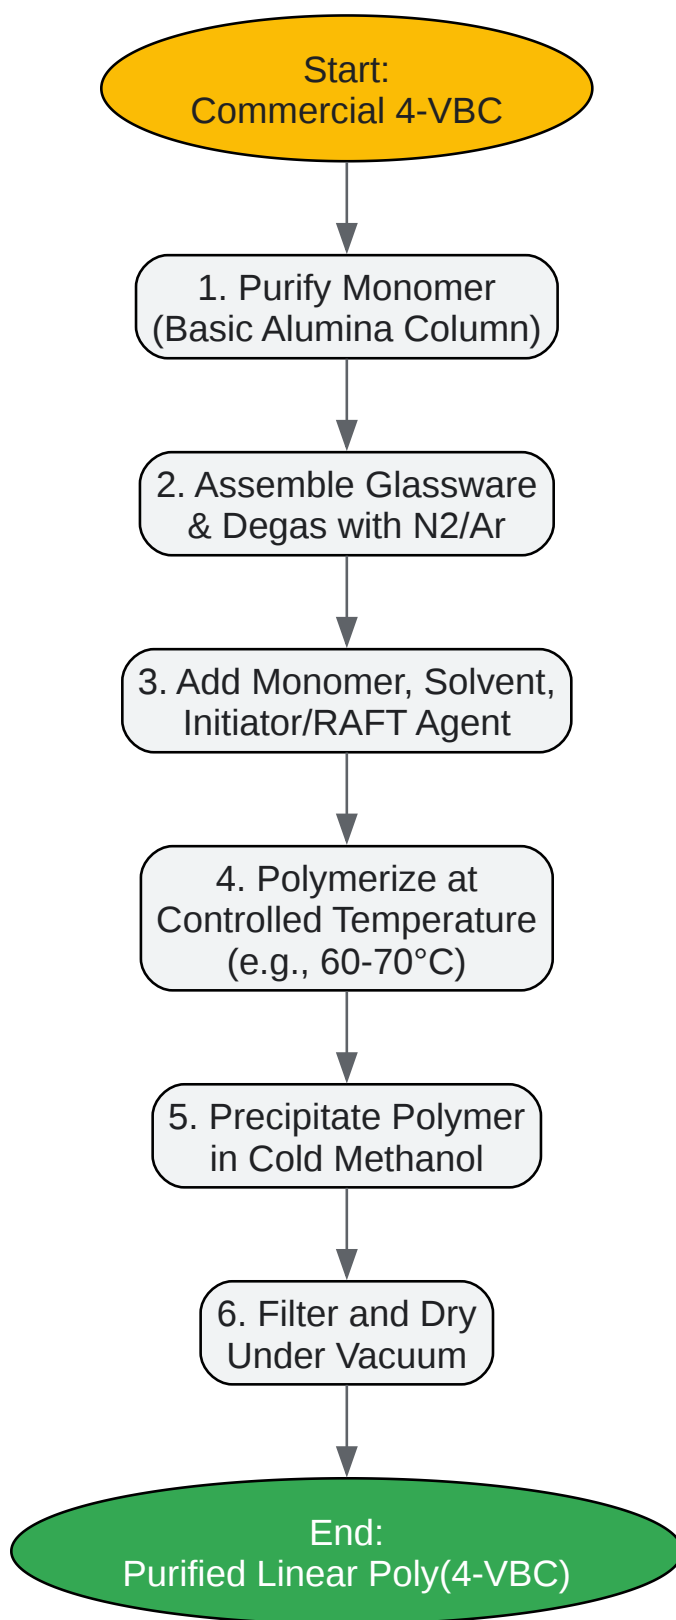 Start:
Commercial 4-VBC
1. Purify Monomer
(Basic Alumina Column)
2. Assemble Glassware
& Degas with N2/Ar
3. Add Monomer, Solvent,
Initiator/RAFT Agent
4. Polymerize at
Controlled Temperature
(e.g., 60-70°C)
5. Precipitate Polymer
in Cold Methanol
6. Filter and Dry
Under Vacuum
End:
Purified Linear Poly(4-VBC)